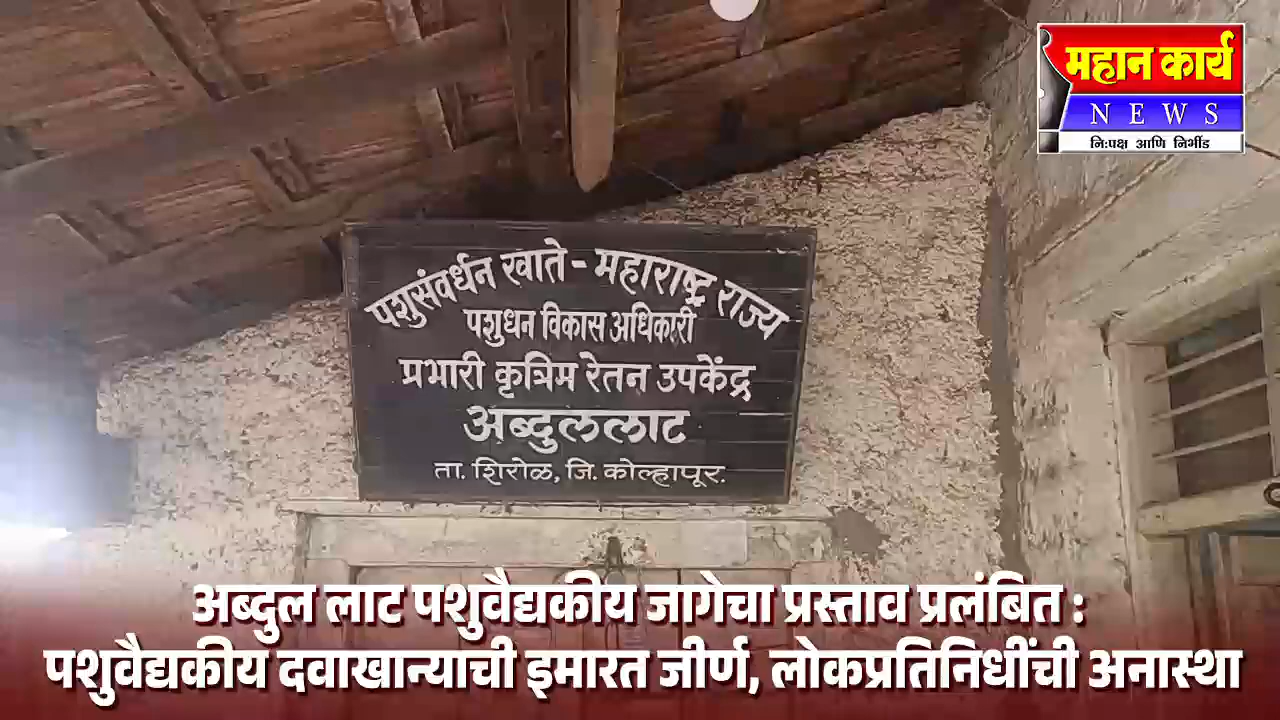 महान कार्य
NEWS
निःपक्ष आणि निर्भीड
पशुसंवर्धन खाते - महाराष्ट्र राज्य
पशुधन विकास अधिकारी
प्रभारी कृत्रिम रेतन उपकेंद्र
अब्दुललाट
ता. शिरोळ, जि. कोल्हापूर.
अब्दुल लाट पशुवैद्यकीय जागेचा प्रस्ताव प्रलंबित :
पशुवैद्यकीय दवाखान्याची इमारत जीर्ण, लोकप्रतिनिधींची अनास्था